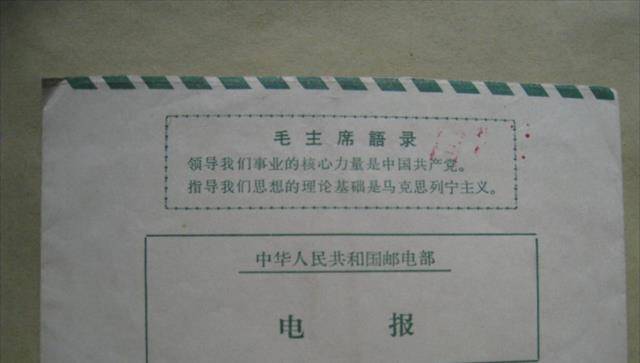 毛主席語录
领导我们事业的核心力量是中国共产党。
指导我们思想的理论基础是马克思列宁主义。
中华人民共和国邮电部
电报